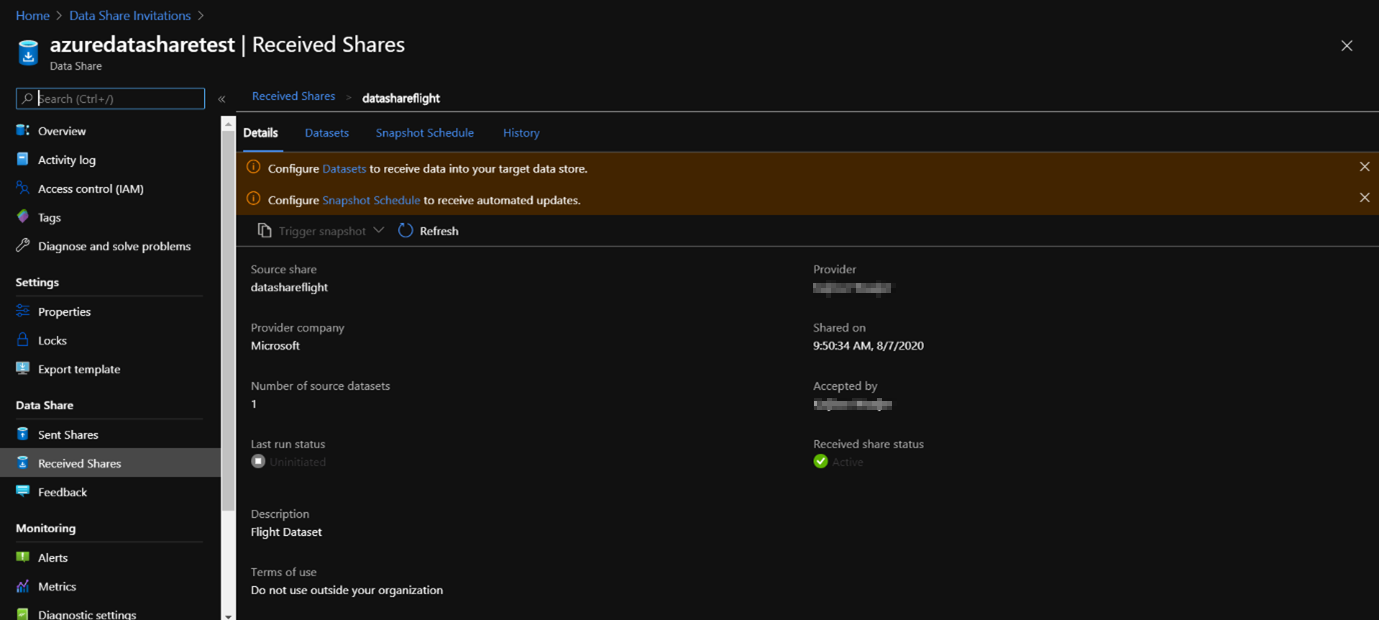 Home > Data Share Invitations >
azuredatasharetest | Received Shares
Data Share
Search (Ctrl+/)
«
Overview
Activity log
Access control (IAM)
Tags
Diagnose and solve problems
Settings
Properties
Locks
Export template
Data Share
Sent Shares
Received Shares
Feedback
Monitoring
Alerts
Metrics
Diagnostic settings
Received Shares > datashareflight
Details Datasets Snapshot Schedule History
Configure Datasets to receive data into your target data store.
Configure Snapshot Schedule to receive automated updates.
Trigger snapshot Refresh
Source share
datashareflight
Provider
Provider company
Microsoft
Shared on
9:50:34 AM, 8/7/2020
Number of source datasets
1
Accepted by
Last run status
Uninitiated
Received share status
Active
Description
Flight Dataset
Terms of use
Do not use outside your organization